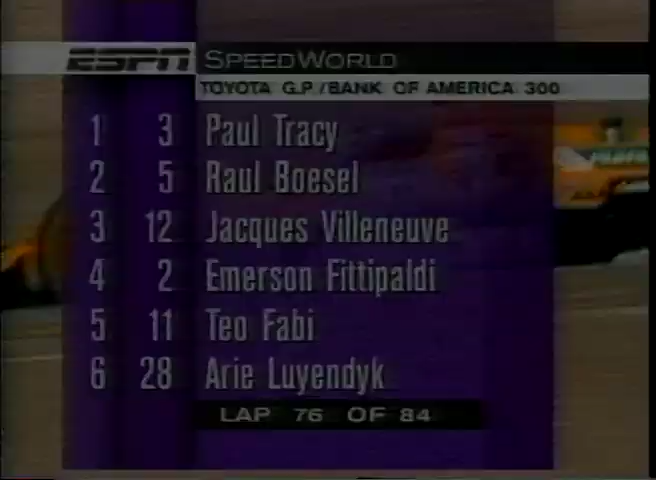 ESPN SPEEDWORLD
TOYOTA G.P./BANK OF AMERICA 300
1 3 Paul Tracy
2 5 Raul Boesel
3 12 Jacques Villeneuve
4 2 Emerson Fittipaldi
5 11 Teo Fabi
6 28 Arie Luyendyk
LAP 76 OF 84